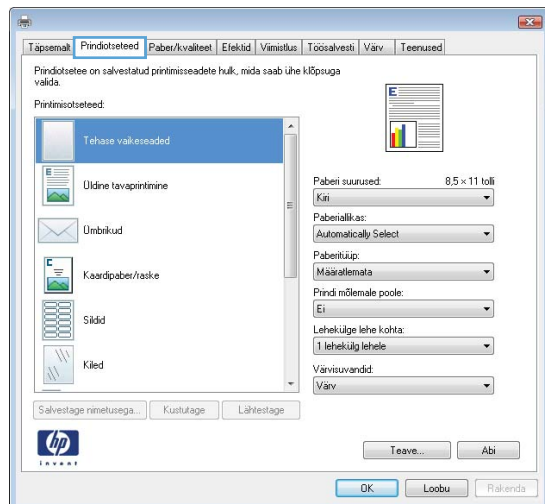 Täpsemalt Prindiotseteed Paber/kvaliteet Efektid Viimistlus Töösalvesti Värv Teenused
Prindiotsetee on salvestatud printimisseadete hulk, mida saab ühe klõpsuga
valida.
Printimisotseteed:
Tehase vaikeseaded
Üldine tavaprintimine
Ümbrikud
Kaardipaber/raske
Sildid
Kiled
Salvestage nimetusega... Kustutage Lähtestage
E
Paberi suurused: 8,5 × 11 tolli
Kiri
Paberiallikas:
Automatically Select
Paberitüüp:
Määratlemata
Prindi mõlemale poole:
Ei
Lehekülge lehe kohta:
1 lehekülg lehele
Värvisuvandid:
Värv
hp
invent
Teave... Abi
OK Loobu Rakenda